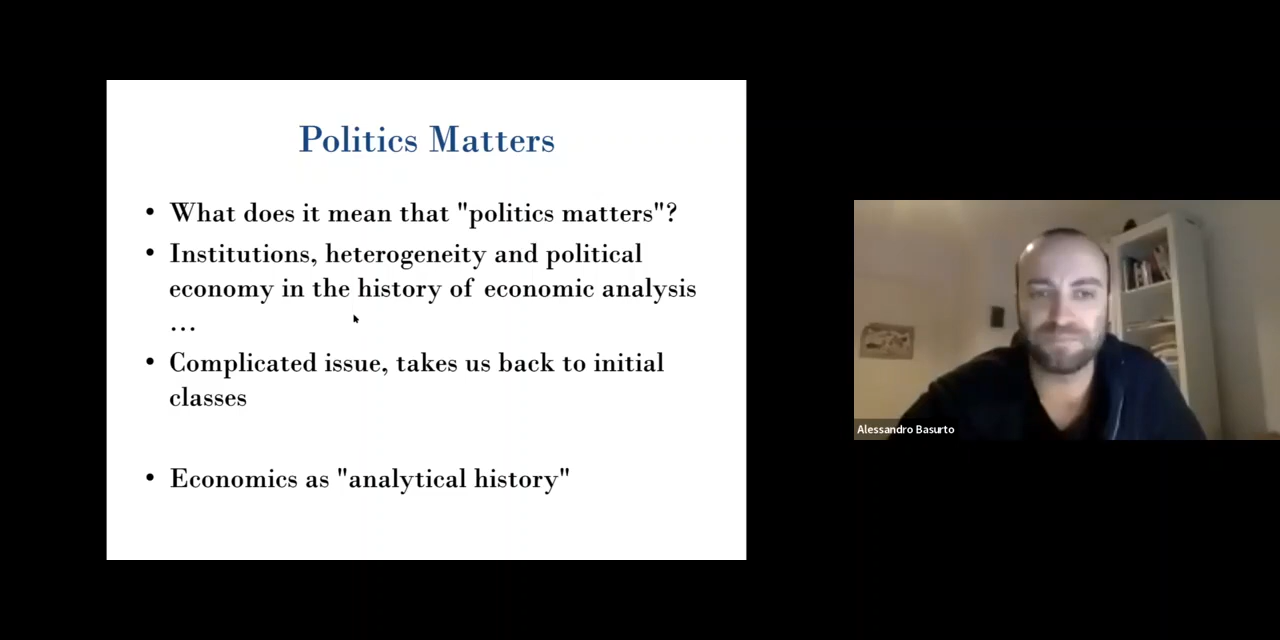 Politics Matters
• What does it mean that "politics matters"?
• Institutions, heterogeneity and political
economy in the history of economic analysis
...
• Complicated issue, takes us back to initial
classes
• Economics as "analytical history"
Alessandro Basurto